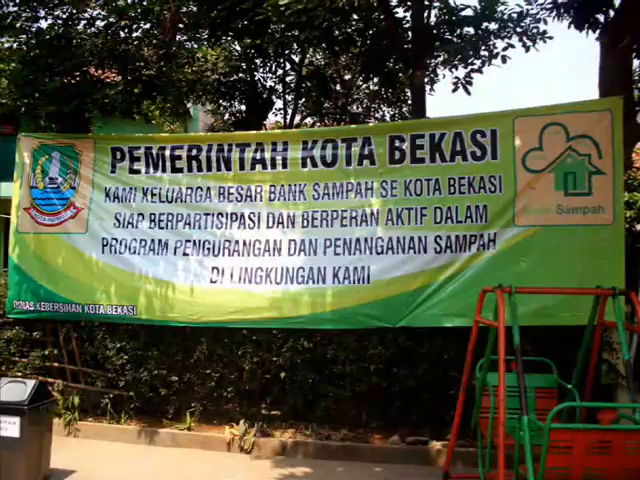 PEMERINTAH KOTA BEKASI
KAMI KELUARGA BESAR BANK SAMPAH SE KOTA BEKASI
SIAP BERPARTISIPASI DAN BERPERAN AKTIF DALAM
PROGRAM PENGURANGAN DAN PENANGANAN SAMPAH
DI LINGKUNGAN KAMI
DINAS KEBERSIHAN KOTA BEKASI
Sampah